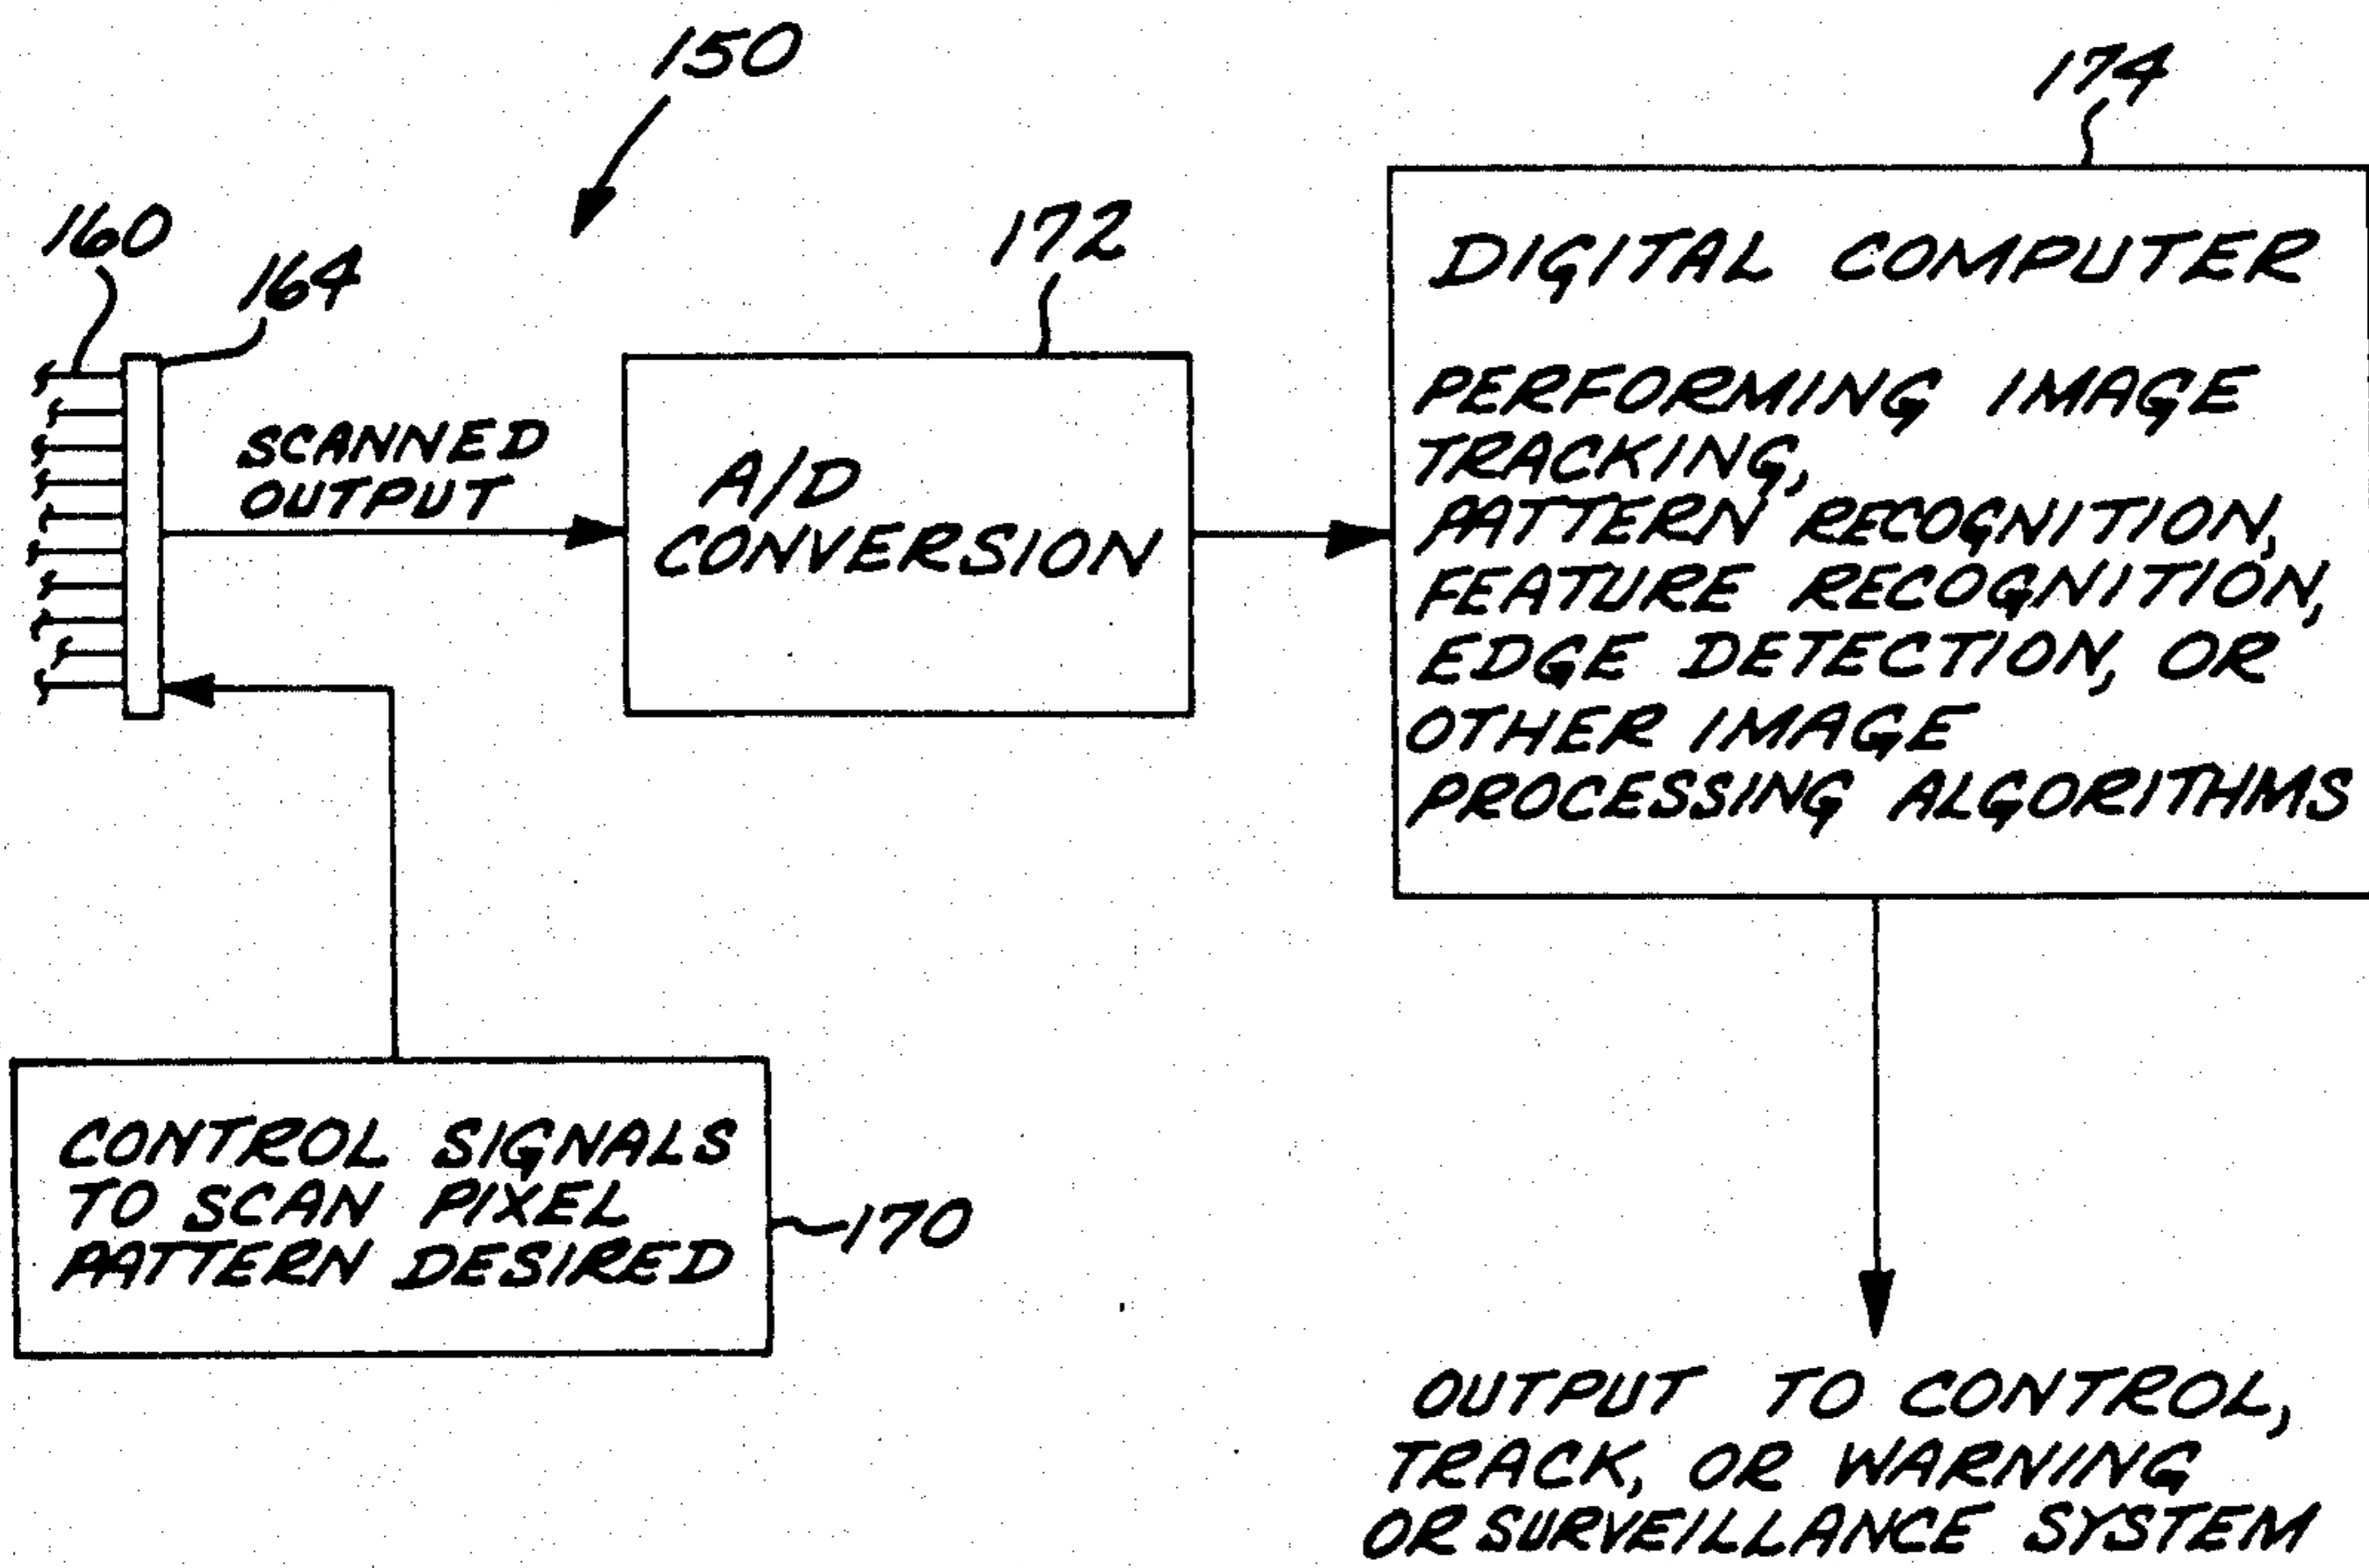 150
174
160
164
172
SCANNED
OUTPUT
A/D
CONVERSION
DIGITAL COMPUTER
PERFORMING IMAGE
TRACKING,
PATTERN RECOGNITION,
FEATURE RECOGNITION,
EDGE DETECTION, OR
OTHER IMAGE
PROCESSING ALGORITHMS
CONTROL SIGNALS
TO SCAN PIXEL
PATTERN DESIRED
170
OUTPUT TO CONTROL,
TRACK, OR WARNING
OR SURVEILLANCE SYSTEM